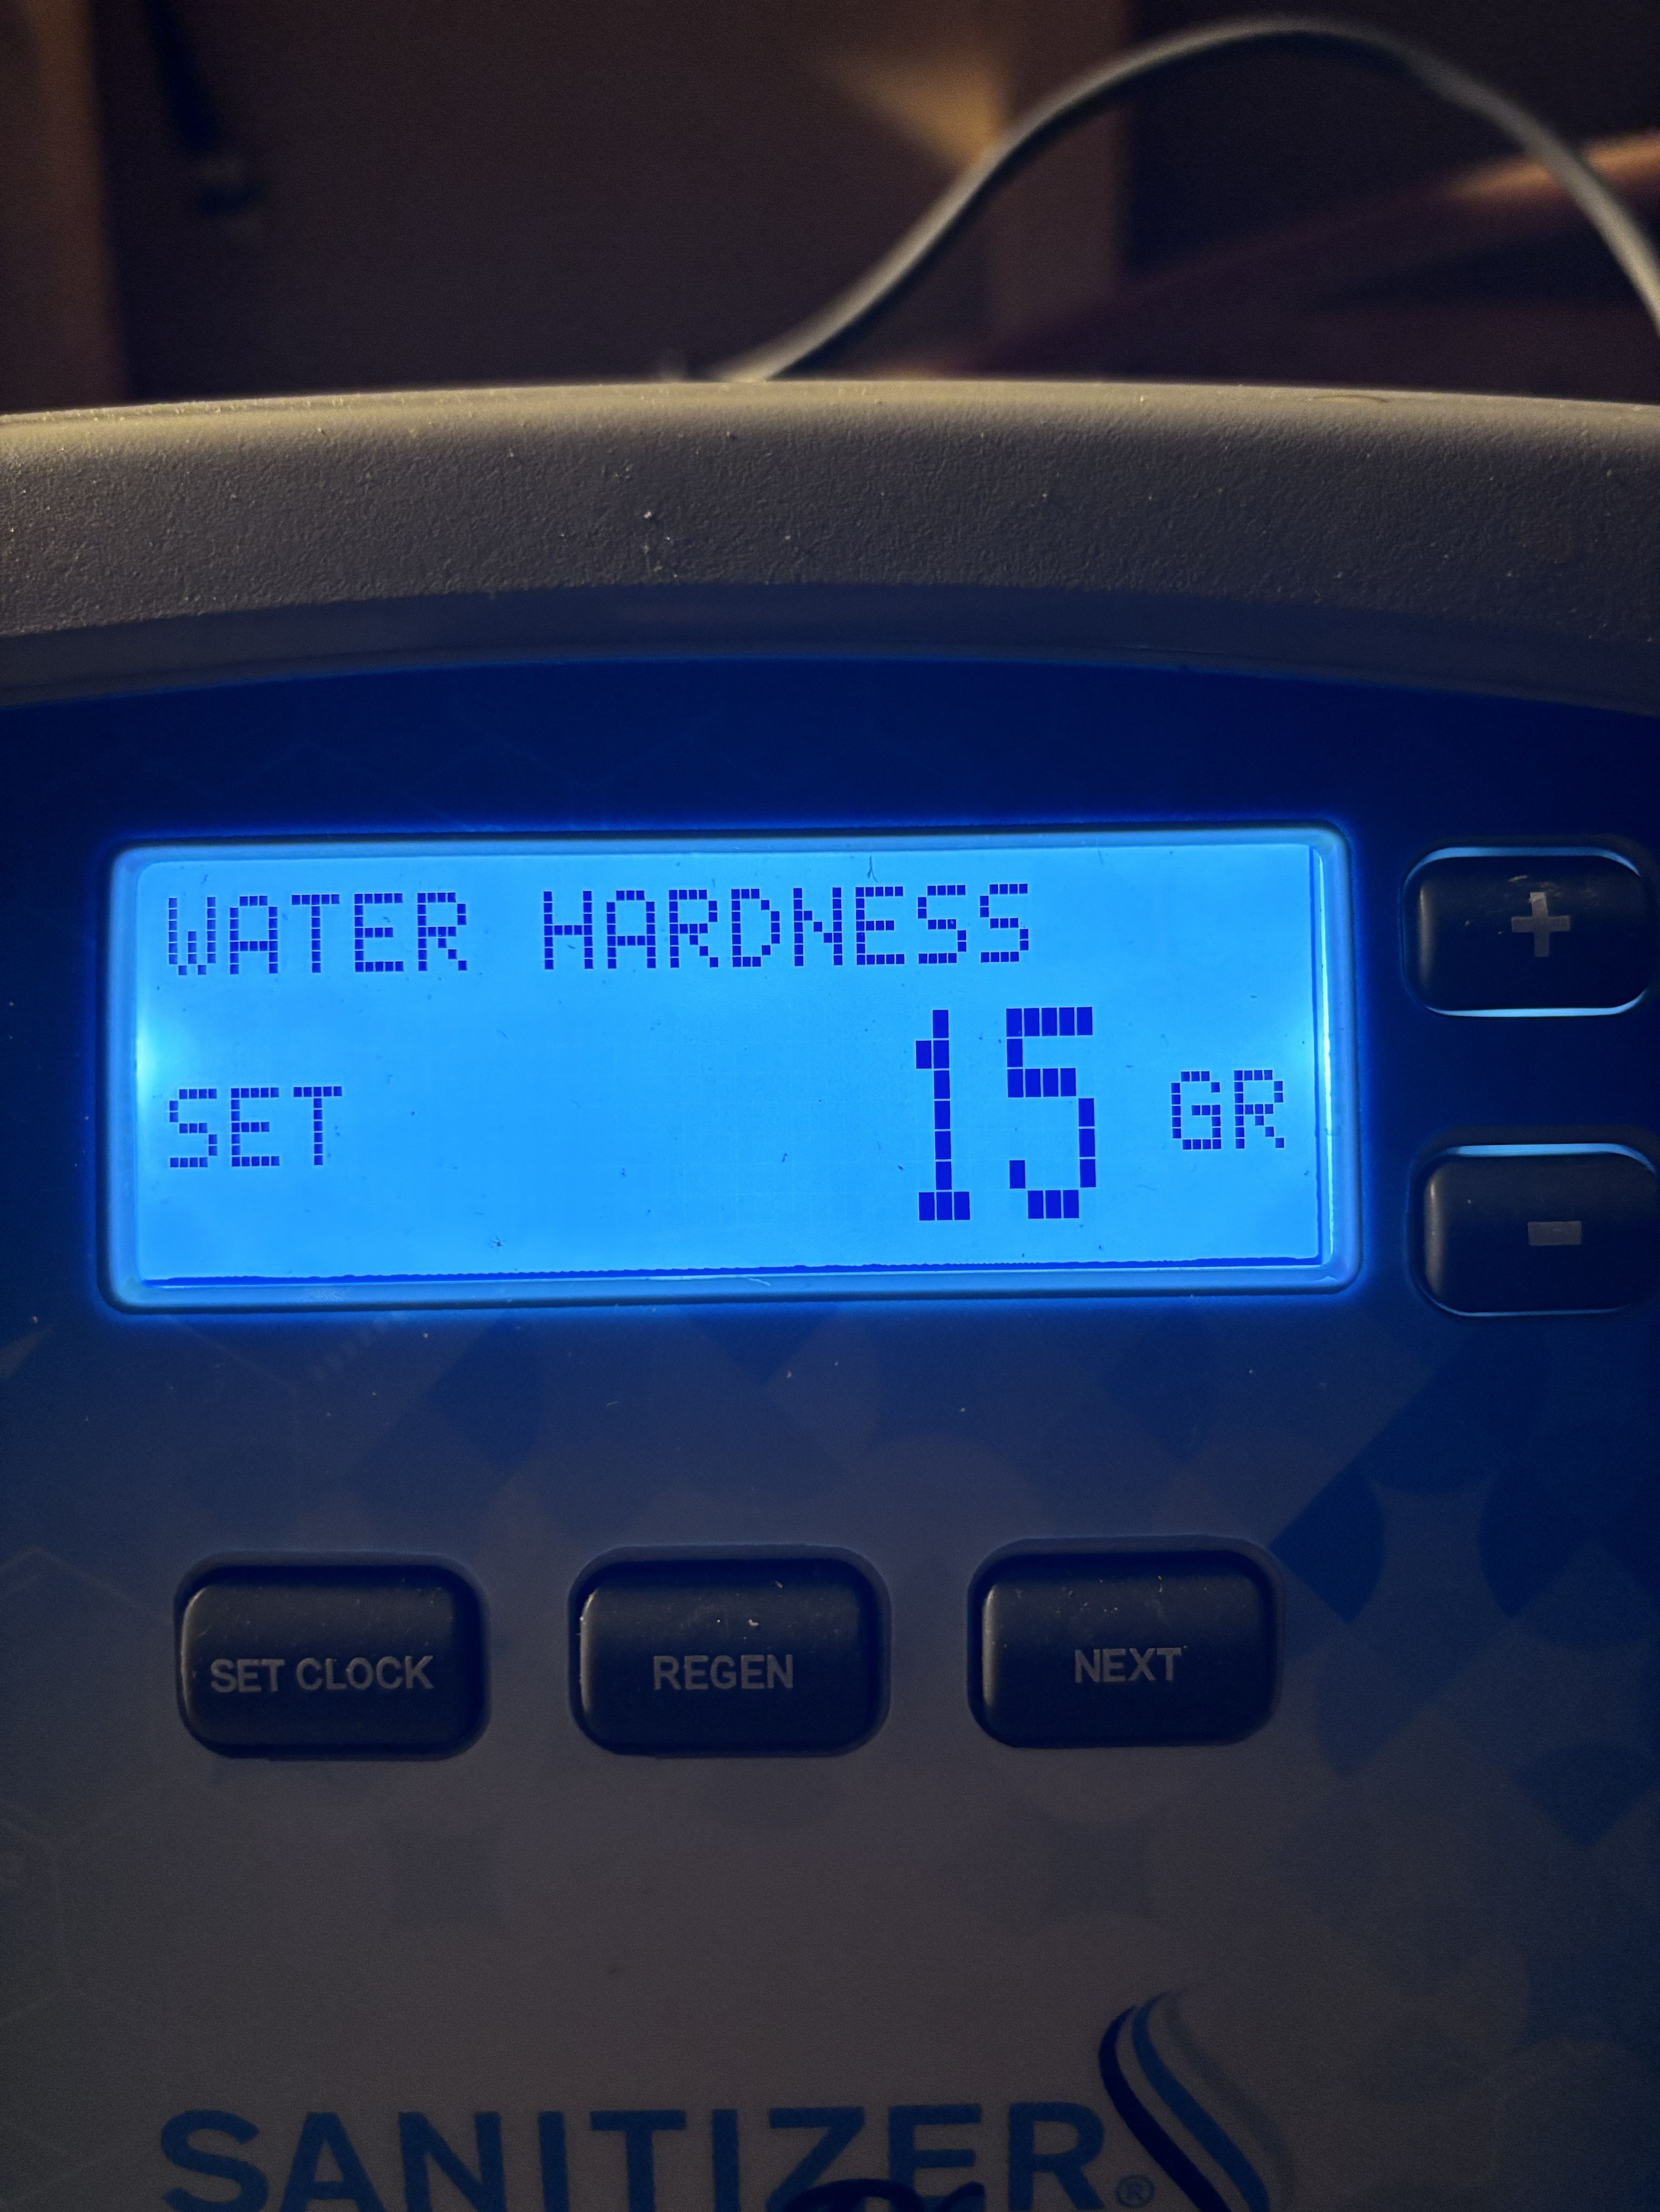 WATER HARDNESS
SET 15 GR
+
-
SET CLOCK REGEN NEXT
SANITIZER®